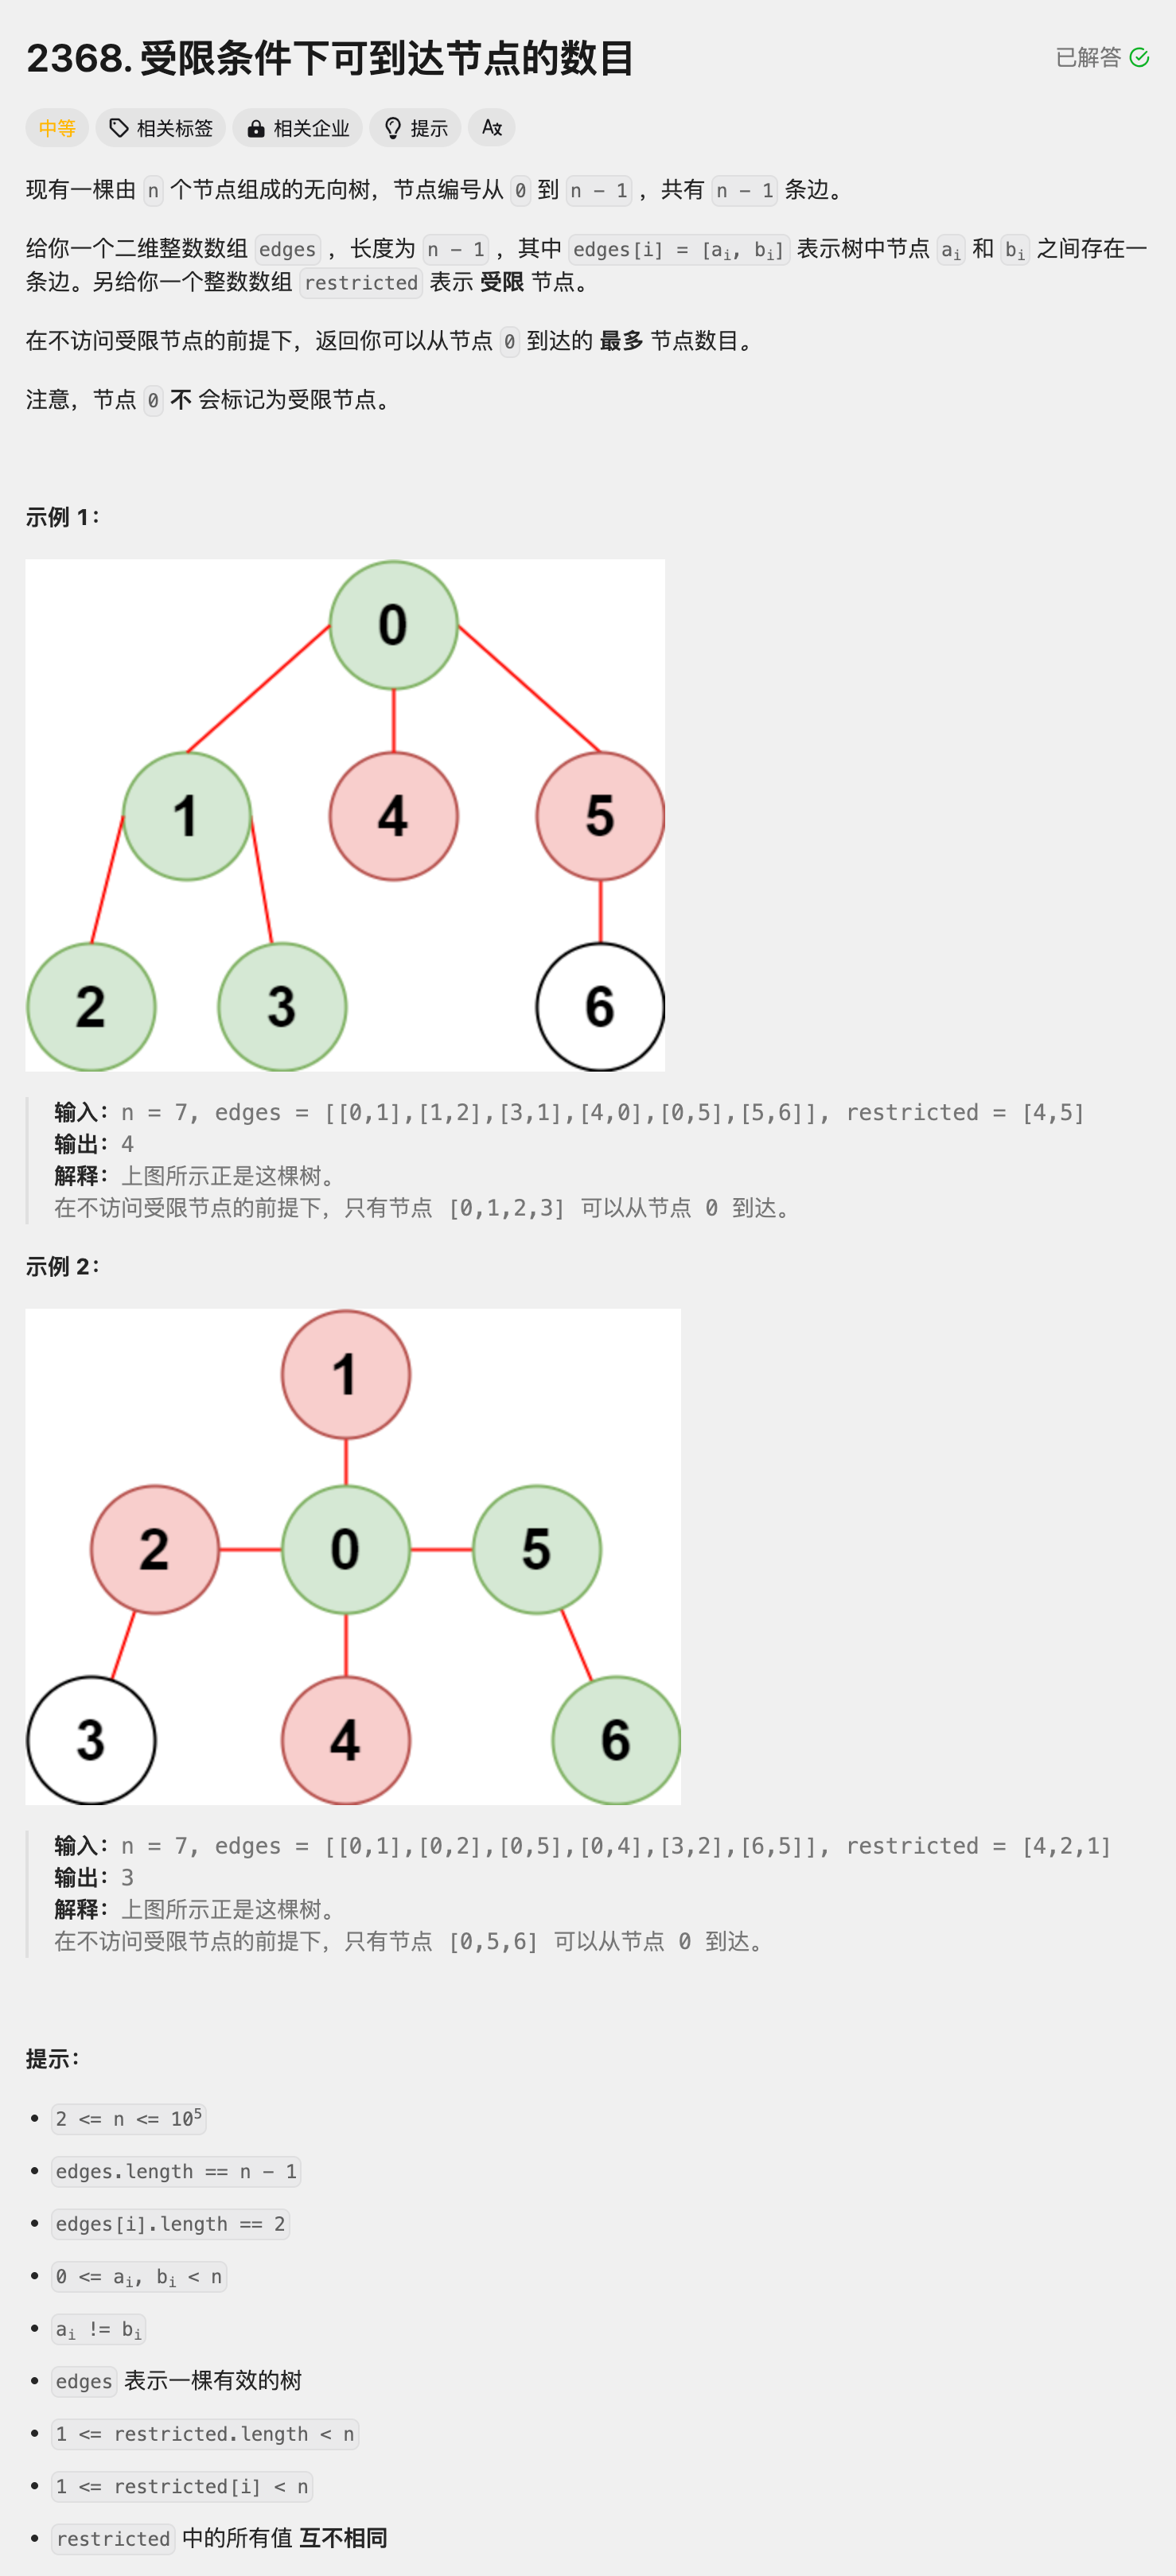 2368. 受限条件下可到达节点的数目
已解答
中等 相关标签 相关企业 提示
现有一棵由 n 个节点组成的无向树，节点编号从 0 到 n - 1 ，共有 n - 1 条边。
给你一个二维整数数组 edges ，长度为 n - 1 ，其中 edges[i] = [ai, bi] 表示树中节点 ai 和 bi 之间存在一
条边。另给你一个整数数组 restricted 表示 受限 节点。
在不访问受限节点的前提下，返回你可以从节点 0 到达的 最多 节点数目。
注意，节点 0 不 会标记为受限节点。
示例 1：
0
1 4 5
2 3 6
输入：n = 7, edges = [[0,1],[1,2],[3,1],[4,0],[0,5],[5,6]], restricted = [4,5]
输出：4
解释：上图所示正是这棵树。
在不访问受限节点的前提下，只有节点 [0,1,2,3] 可以从节点 0 到达。
示例 2：
1
2 0 5
3 4 6
输入：n = 7, edges = [[0,1],[0,2],[0,5],[0,4],[3,2],[6,5]], restricted = [4,2,1]
输出：3
解释：上图所示正是这棵树。
在不访问受限节点的前提下，只有节点 [0,5,6] 可以从节点 0 到达。
提示：
• 2 <= n <= 10⁵
• edges.length == n - 1
• edges[i].length == 2
• 0 <= ai, bi < n
• ai != bi
• edges 表示一棵有效的树
• 1 <= restricted.length < n
• 1 <= restricted[i] < n
• restricted 中的所有值 互不相同